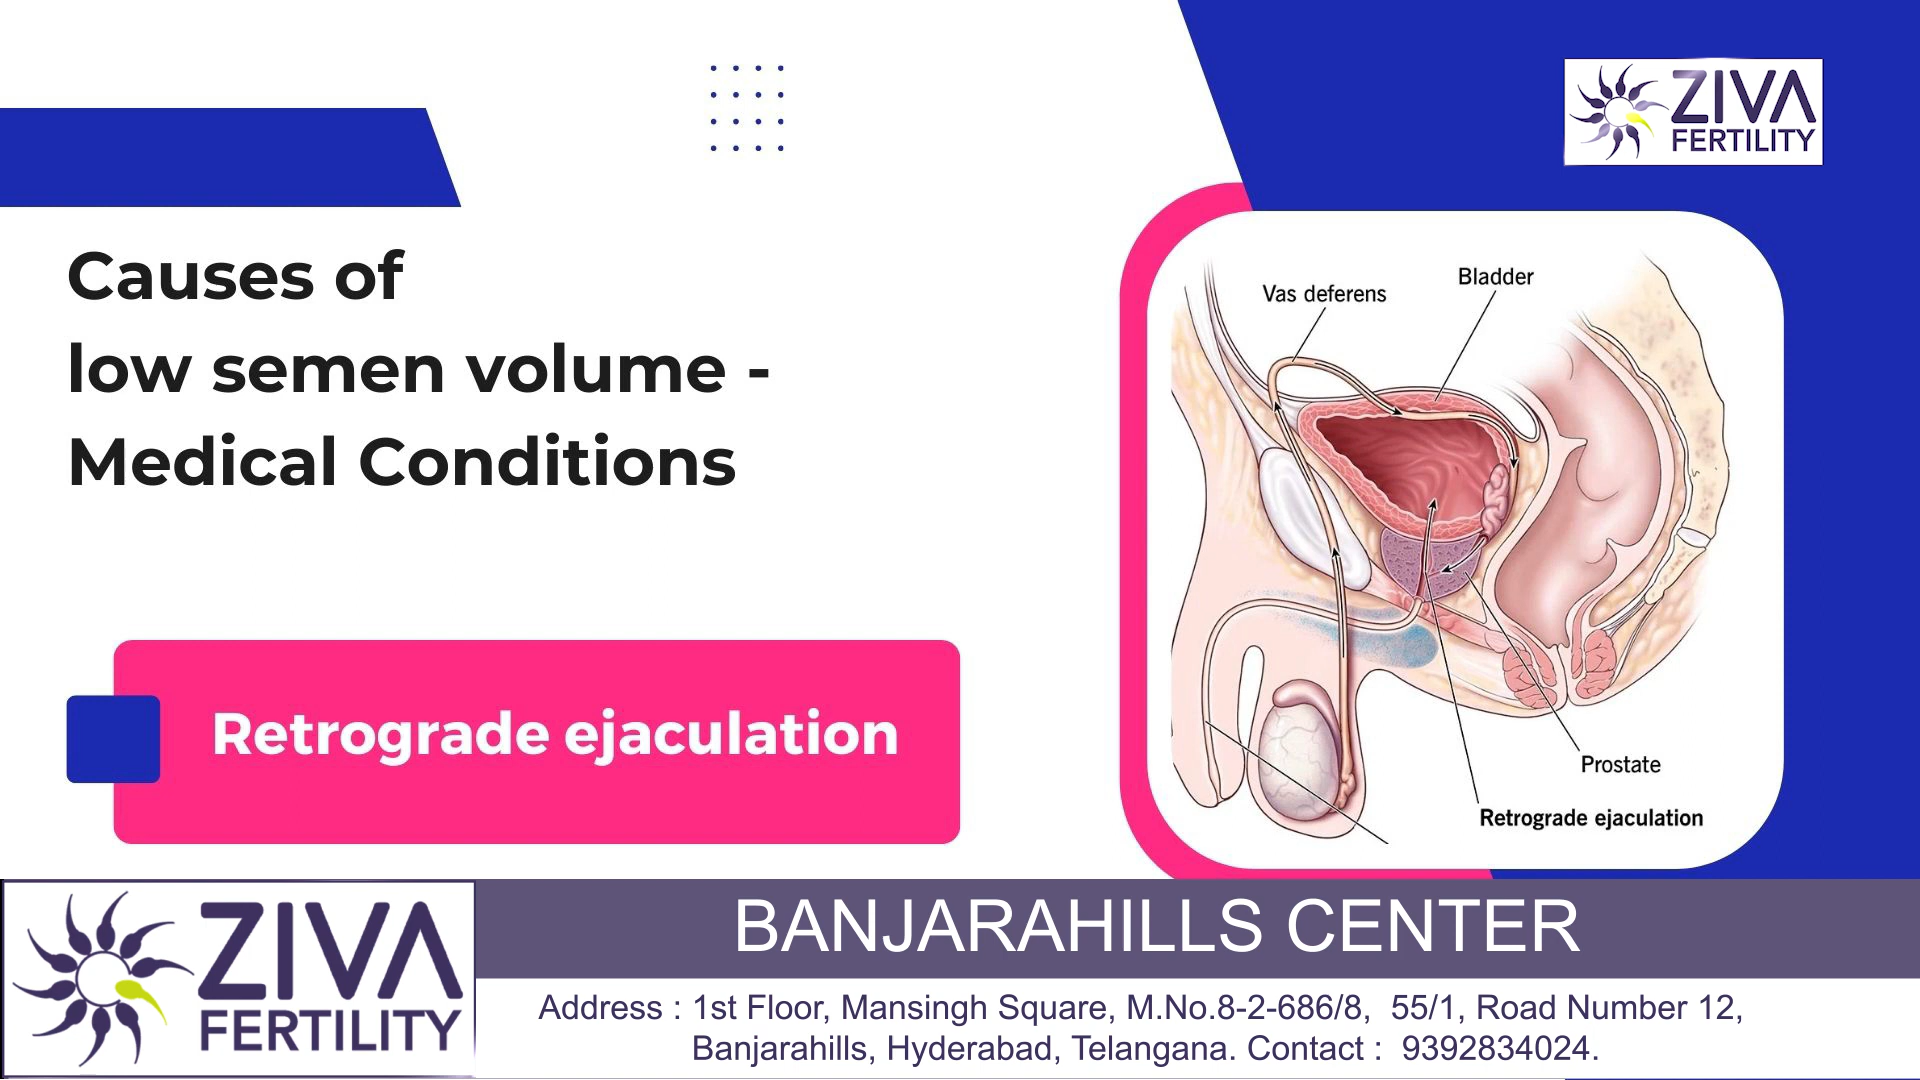 ZIVA
FERTILITY
Causes of
low semen volume -
Medical Conditions
Retrograde ejaculation
Vas deferens
Bladder
Prostate
Retrograde ejaculation
ZIVA
FERTILITY
BANJARAHILLS CENTER
Address : 1st Floor, Mansingh Square, M.No.8-2-686/8,  55/1, Road Number 12,
Banjarahills, Hyderabad, Telangana. Contact :  9392834024.